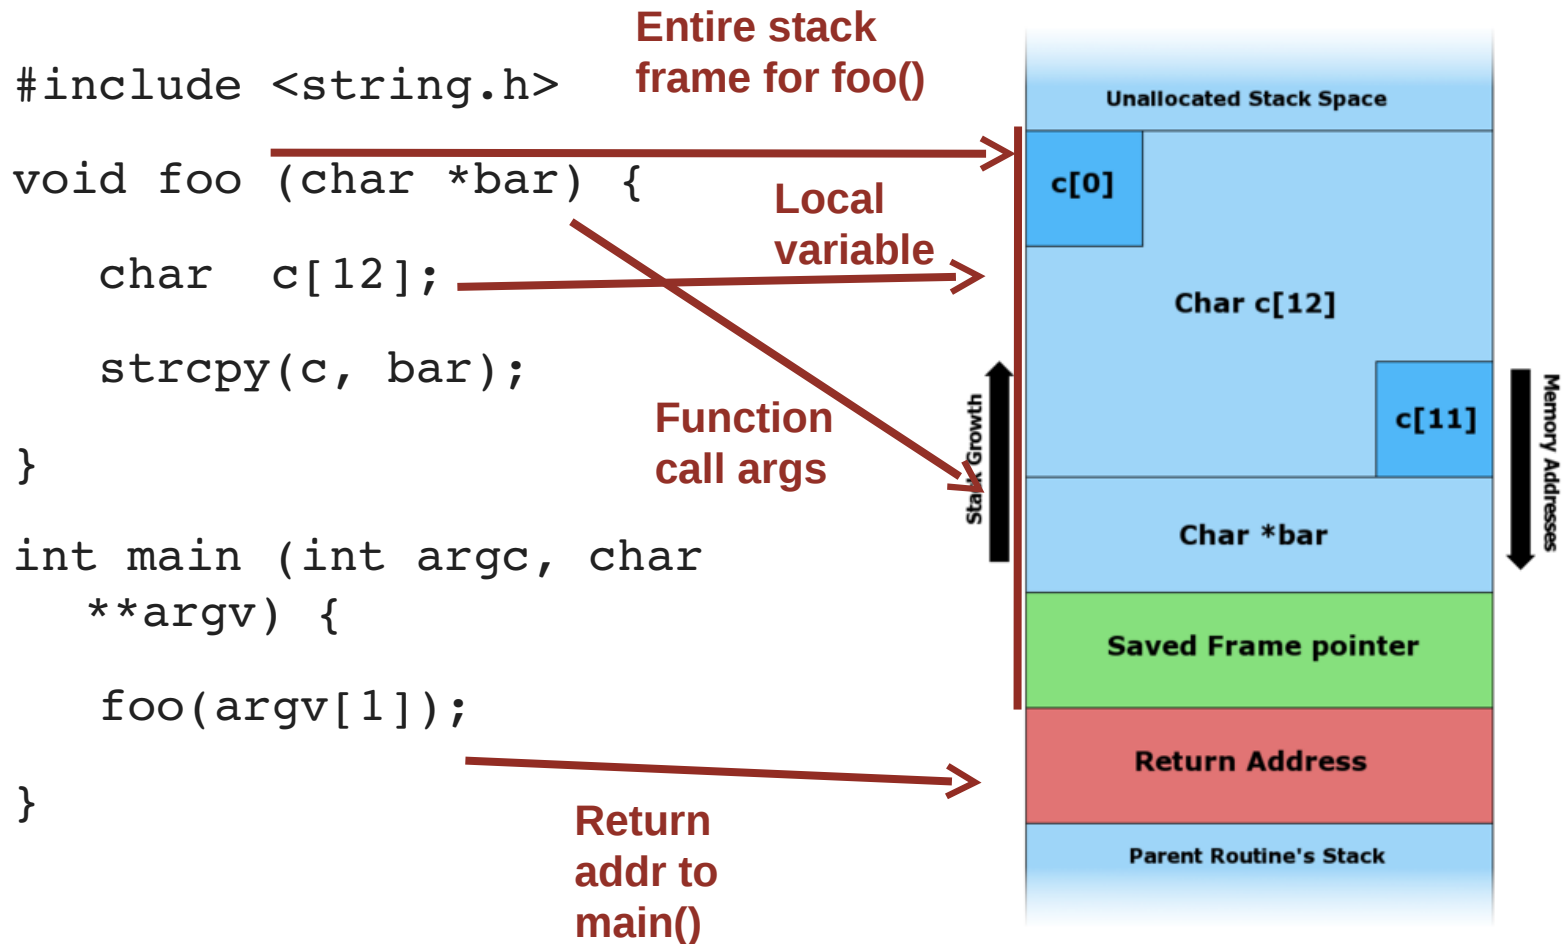 #include <string.h>
void foo (char *bar) {
char  c[12];
strcpy(c, bar);
}
int main (int argc, char
**argv) {
foo(argv[1]);
}
Entire stack
frame for foo()
Local
variable
Function
call args
Return
addr to
main()
Unallocated Stack Space
c[0]
Char c[12]
c[11]
Char *bar
Saved Frame pointer
Return Address
Parent Routine's Stack
Stack Growth
Memory Addresses